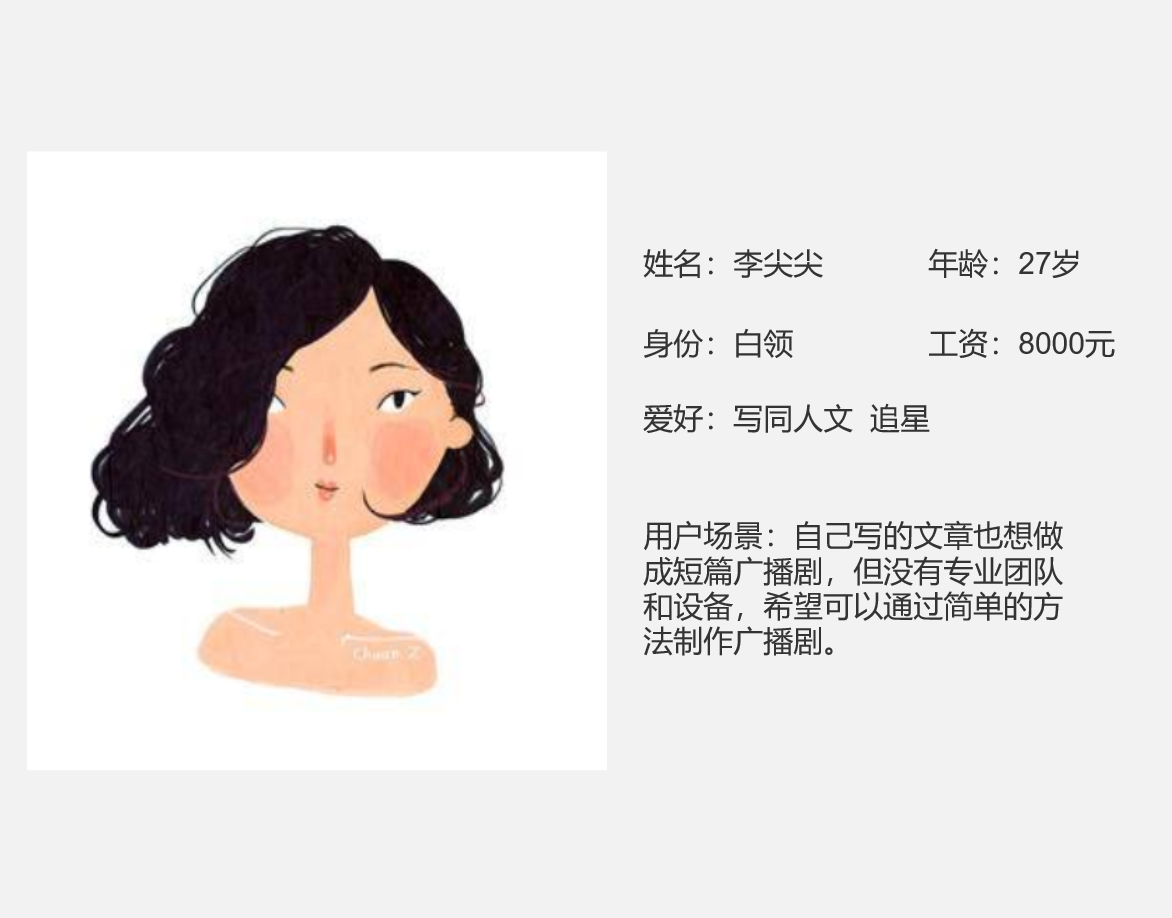 姓名：李尖尖 年龄：27岁
身份：白领 工资：8000元
爱好：写同人文 追星
用户场景：自己写的文章也想做
成短篇广播剧，但没有专业团队
和设备，希望可以通过简单的方
法制作广播剧。
Chuan Z